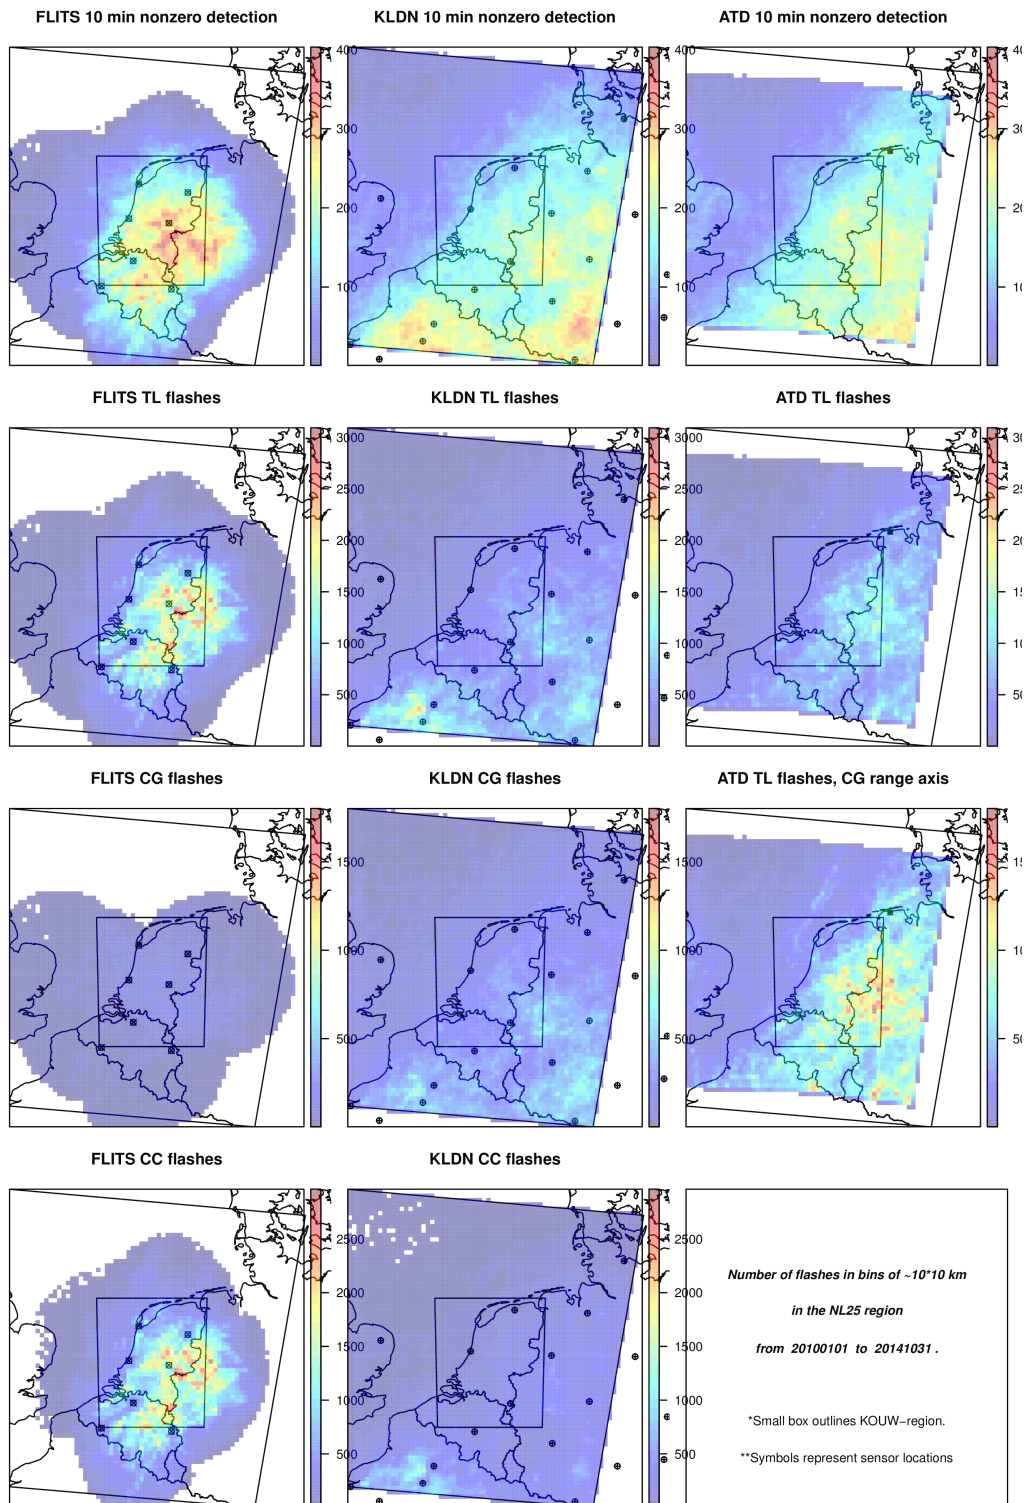 FLITS 10 min nonzero detection
KLDN 10 min nonzero detection
ATD 10 min nonzero detection
400
300
200
100
400
300
200
100
FLITS TL flashes
KLDN TL flashes
ATD TL flashes
3000
2500
2000
1500
1000
500
3000
2500
2000
1500
1000
500
FLITS CG flashes
KLDN CG flashes
ATD TL flashes, CG range axis
1500
1000
500
1500
1000
500
FLITS CC flashes
KLDN CC flashes
2500
2000
1500
1000
500
2500
2000
1500
1000
500
Number of flashes in bins of ~10*10 km
in the NL25 region
from 20100101 to 20141031 .
*Small box outlines KOUW−region.
**Symbols represent sensor locations